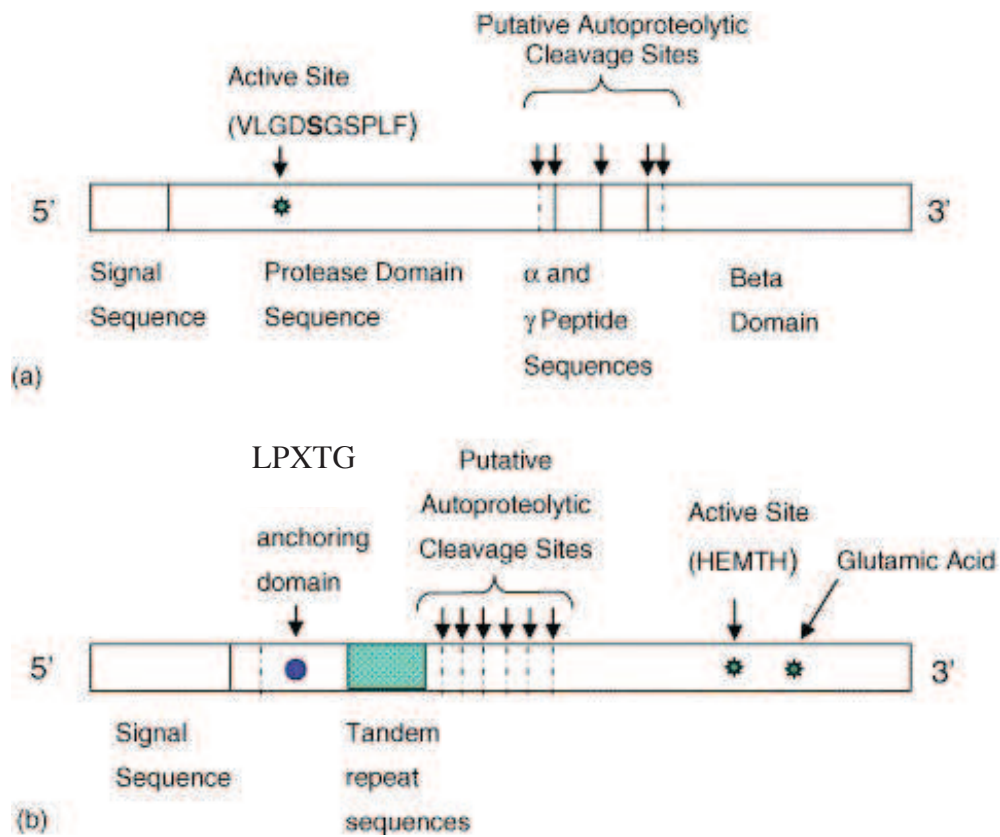 Putative Autoproteolytic
Cleavage Sites
Active Site
(VLGDSGSPLF)
5'
3'
Signal
Sequence
Protease Domain
Sequence
α and
γ Peptide
Sequences
Beta
Domain
(a)
LPXTG
anchoring
domain
Putative
Autoproteolytic
Cleavage Sites
Active Site
(HEMTH)
Glutamic Acid
5'
3'
Signal
Sequence
Tandem
repeat
sequences
(b)